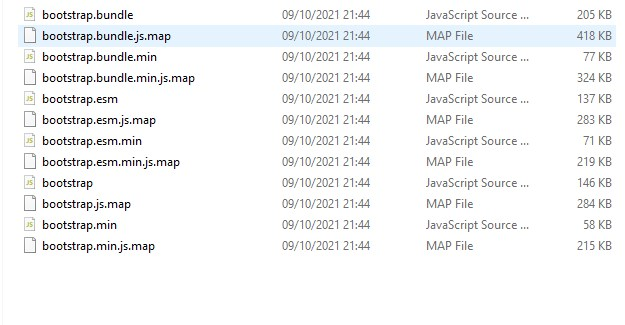 bootstrap.bundle 09/10/2021 21:44 JavaScript Source ... 205 KB
bootstrap.bundle.js.map 09/10/2021 21:44 MAP File 418 KB
bootstrap.bundle.min 09/10/2021 21:44 JavaScript Source ... 77 KB
bootstrap.bundle.min.js.map 09/10/2021 21:44 MAP File 324 KB
bootstrap.esm 09/10/2021 21:44 JavaScript Source ... 137 KB
bootstrap.esm.js.map 09/10/2021 21:44 MAP File 283 KB
bootstrap.esm.min 09/10/2021 21:44 JavaScript Source ... 71 KB
bootstrap.esm.min.js.map 09/10/2021 21:44 MAP File 219 KB
bootstrap 09/10/2021 21:44 JavaScript Source ... 146 KB
bootstrap.js.map 09/10/2021 21:44 MAP File 284 KB
bootstrap.min 09/10/2021 21:44 JavaScript Source ... 58 KB
bootstrap.min.js.map 09/10/2021 21:44 MAP File 215 KB